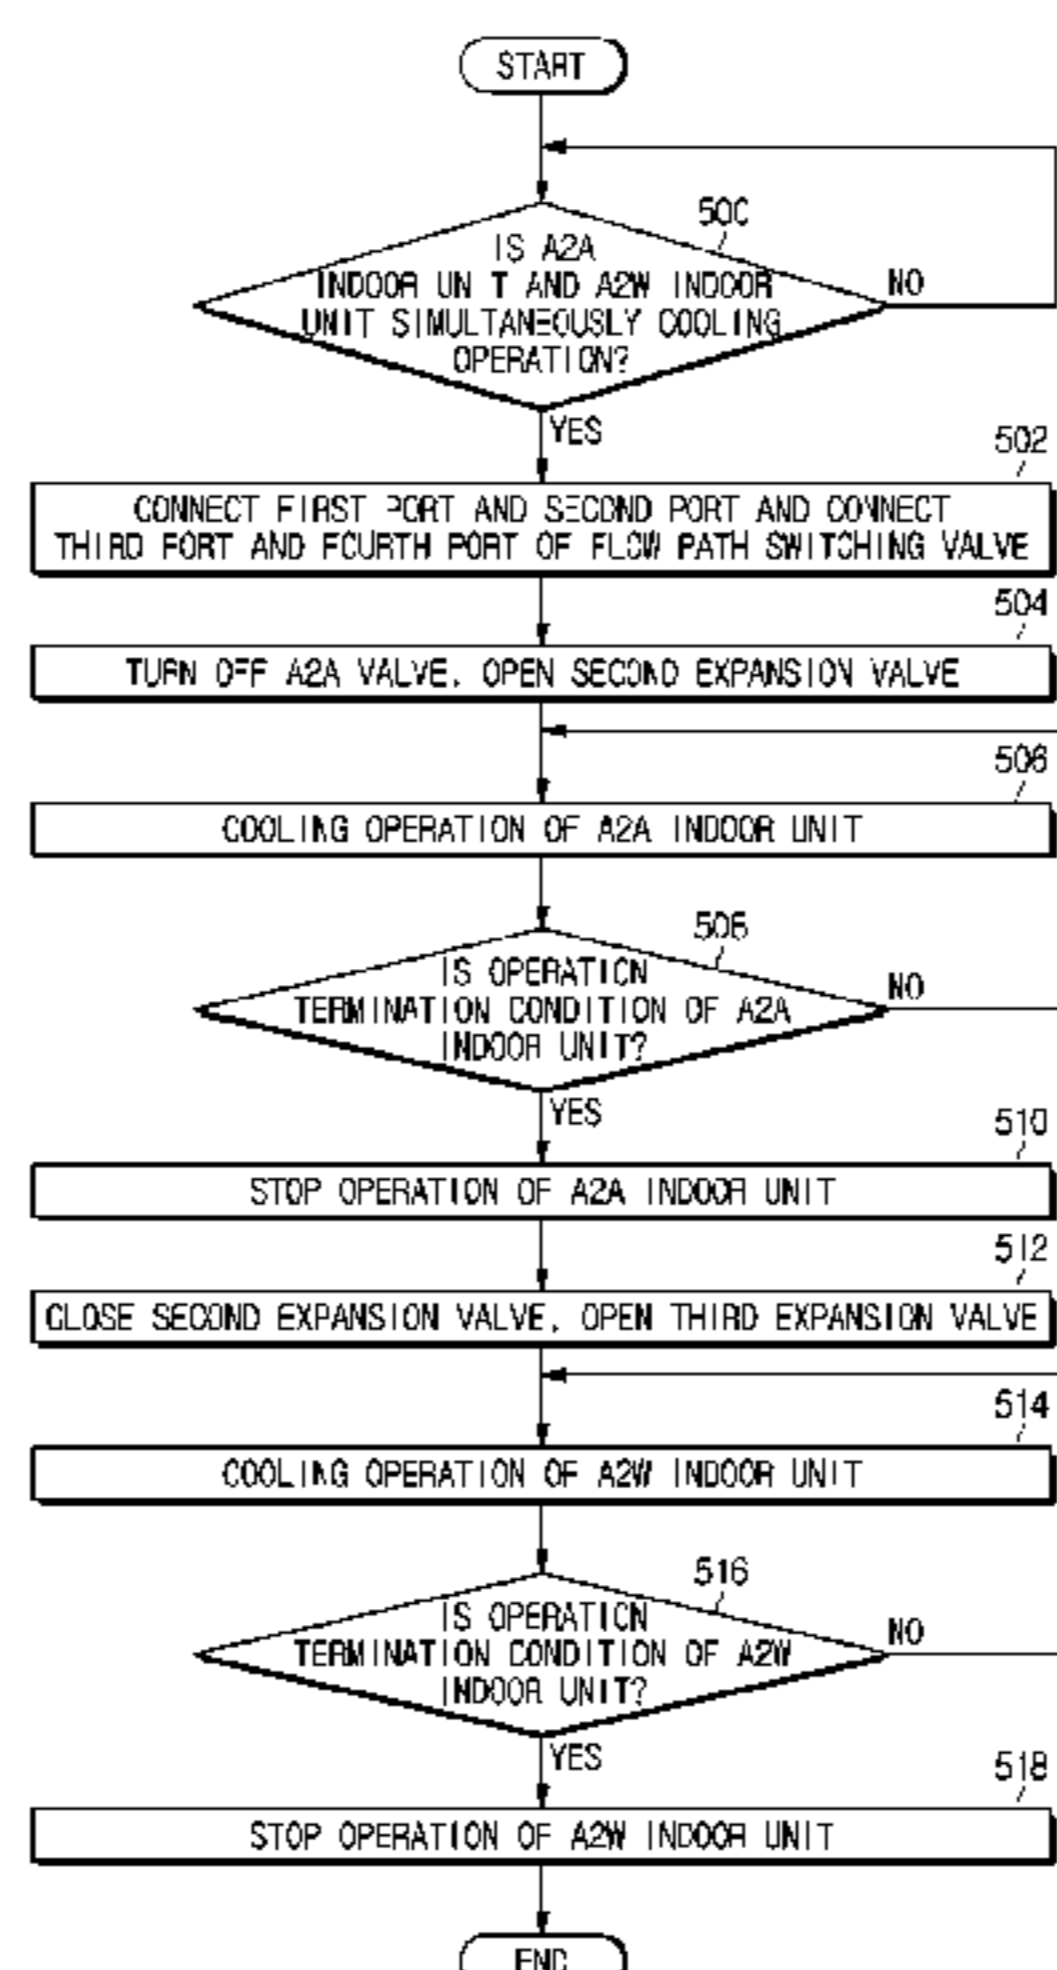 START
500
IS A2A
INDOOR UNIT AND A2W INDOOR
UNIT SIMULTANEOUSLY COOLING
OPERATION?
NO
YES
502
CONNECT FIRST PORT AND SECOND PORT AND CONNECT
THIRD PORT AND FOURTH PORT OF FLOW PATH SWITCHING VALVE
504
TURN OFF A2A VALVE, OPEN SECOND EXPANSION VALVE
506
COOLING OPERATION OF A2A INDOOR UNIT
508
IS OPERATION
TERMINATION CONDITION OF A2A
INDOOR UNIT?
NO
YES
510
STOP OPERATION OF A2A INDOOR UNIT
512
CLOSE SECOND EXPANSION VALVE, OPEN THIRD EXPANSION VALVE
514
COOLING OPERATION OF A2W INDOOR UNIT
516
IS OPERATION
TERMINATION CONDITION OF A2W
INDOOR UNIT?
NO
YES
518
STOP OPERATION OF A2W INDOOR UNIT
END